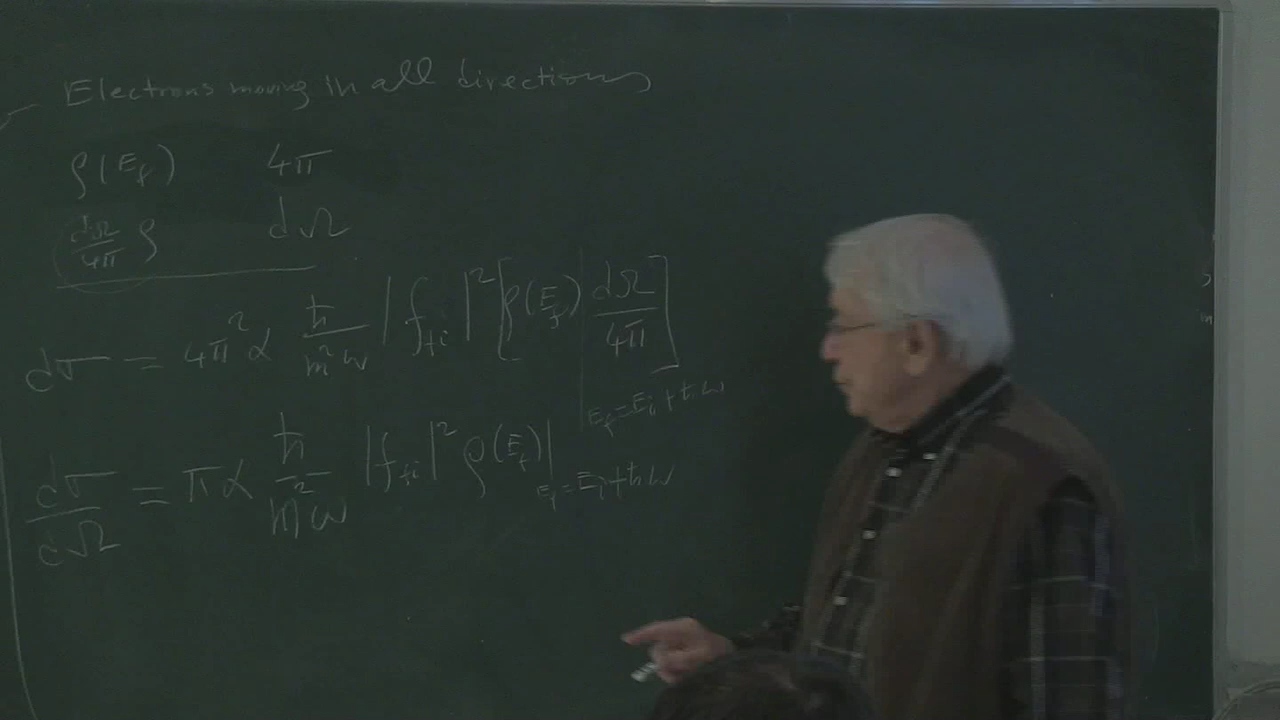 Electrons moving in all directions
ρ(E_f) 4π
dΩ/4π ρ dΩ
dσ = 4π²α ħ/m²ω |f_fi|² [ρ(E_f) dΩ/4π]
E_f = E_i + ħω
dσ/dΩ = πα ħ/m²ω |f_fi|² ρ(E_f)|
E_f = E_i + ħω